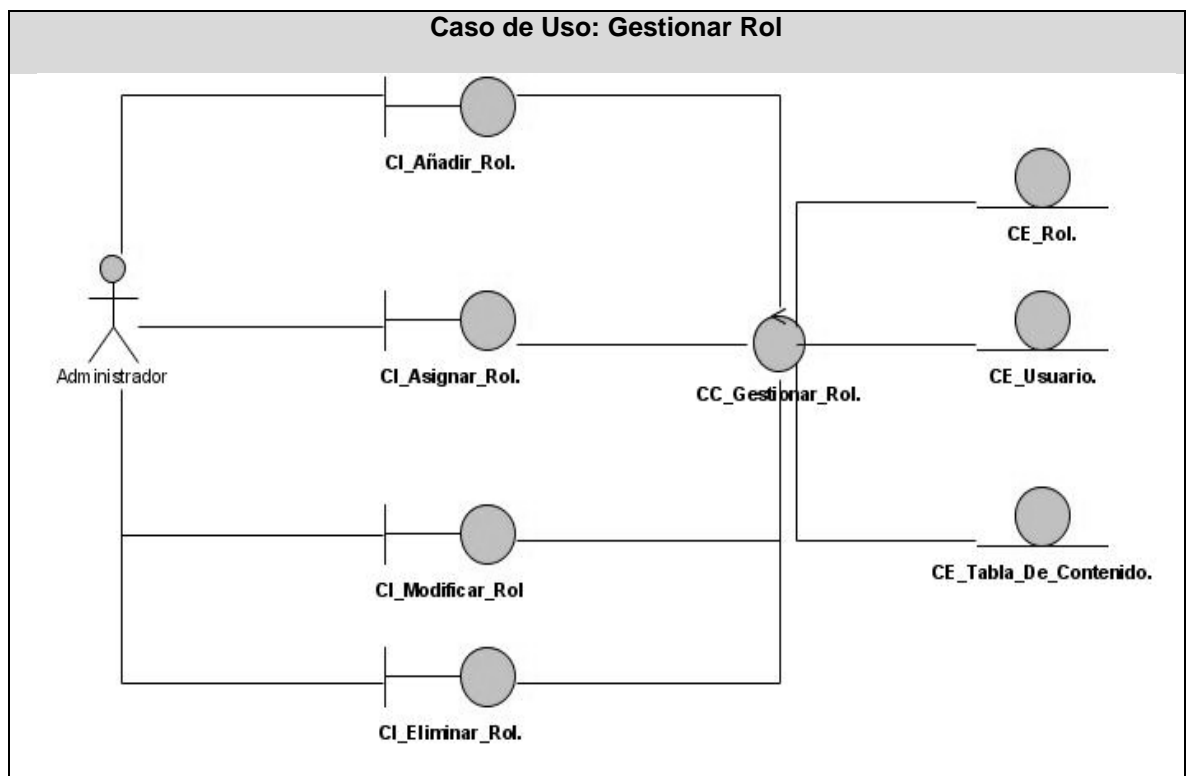 Caso de Uso: Gestionar Rol
CI_Añadir_Rol.
CE_Rol.
Administrador
CI_Asignar_Rol.
CC_Gestionar_Rol.
CE_Usuario.
CI_Modificar_Rol
CE_Tabla_De_Contenido.
CI_Eliminar_Rol.